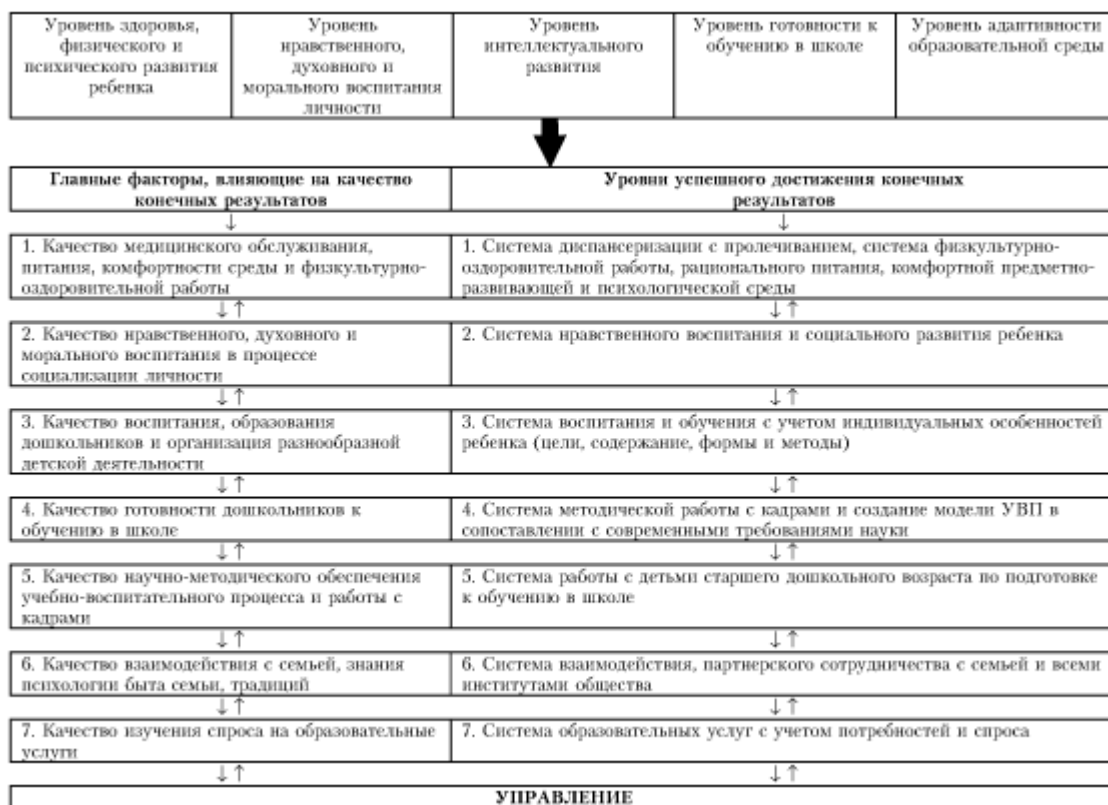 Уровень здоровья,
физического и
психического развития
ребенка
Уровень
нравственного,
духовного и
морального воспитания
личности
Уровень
интеллектуального
развития
Уровень готовности к
обучению в школе
Уровень адаптивности
образовательной среды
Главные факторы, влияющие на качество
конечных результатов
Уровни успешного достижения конечных
результатов
↓
↓
1. Качество медицинского обслуживания,
питания, комфортности среды и физкультурно-
оздоровительной работы
1. Система диспансеризации с пролечиванием, система физкультурно-
оздоровительной работы, рационального питания, комфортной предметно-
развивающей и психологической среды
↓↑
↓↑
2. Качество нравственного, духовного и
морального воспитания в процессе
социализации личности
2. Система нравственного воспитания и социального развития ребенка
↓↑
↓↑
3. Качество воспитания, образования
дошкольников и организация разнообразной
детской деятельности
3. Система воспитания и обучения с учетом индивидуальных особенностей
ребенка (цели, содержание, формы и методы)
↓↑
↓↑
4. Качество готовности дошкольников к
обучению в школе
4. Система методической работы с кадрами и создание модели УВП в
сопоставлении с современными требованиями науки
↓↑
↓↑
5. Качество научно-методического обеспечения
учебно-воспитательного процесса и работы с
кадрами
5. Система работы с детьми старшего дошкольного возраста по подготовке
к обучению в школе
↓↑
↓↑
6. Качество взаимодействия с семьей, знания
психологии быта семьи, традиций
6. Система взаимодействия, партнерского сотрудничества с семьей и всеми
институтами общества
↓↑
↓↑
7. Качество изучения спроса на образовательные
услуги
7. Система образовательных услуг с учетом потребностей и спроса
↓↑
↓↑
УПРАВЛЕНИЕ